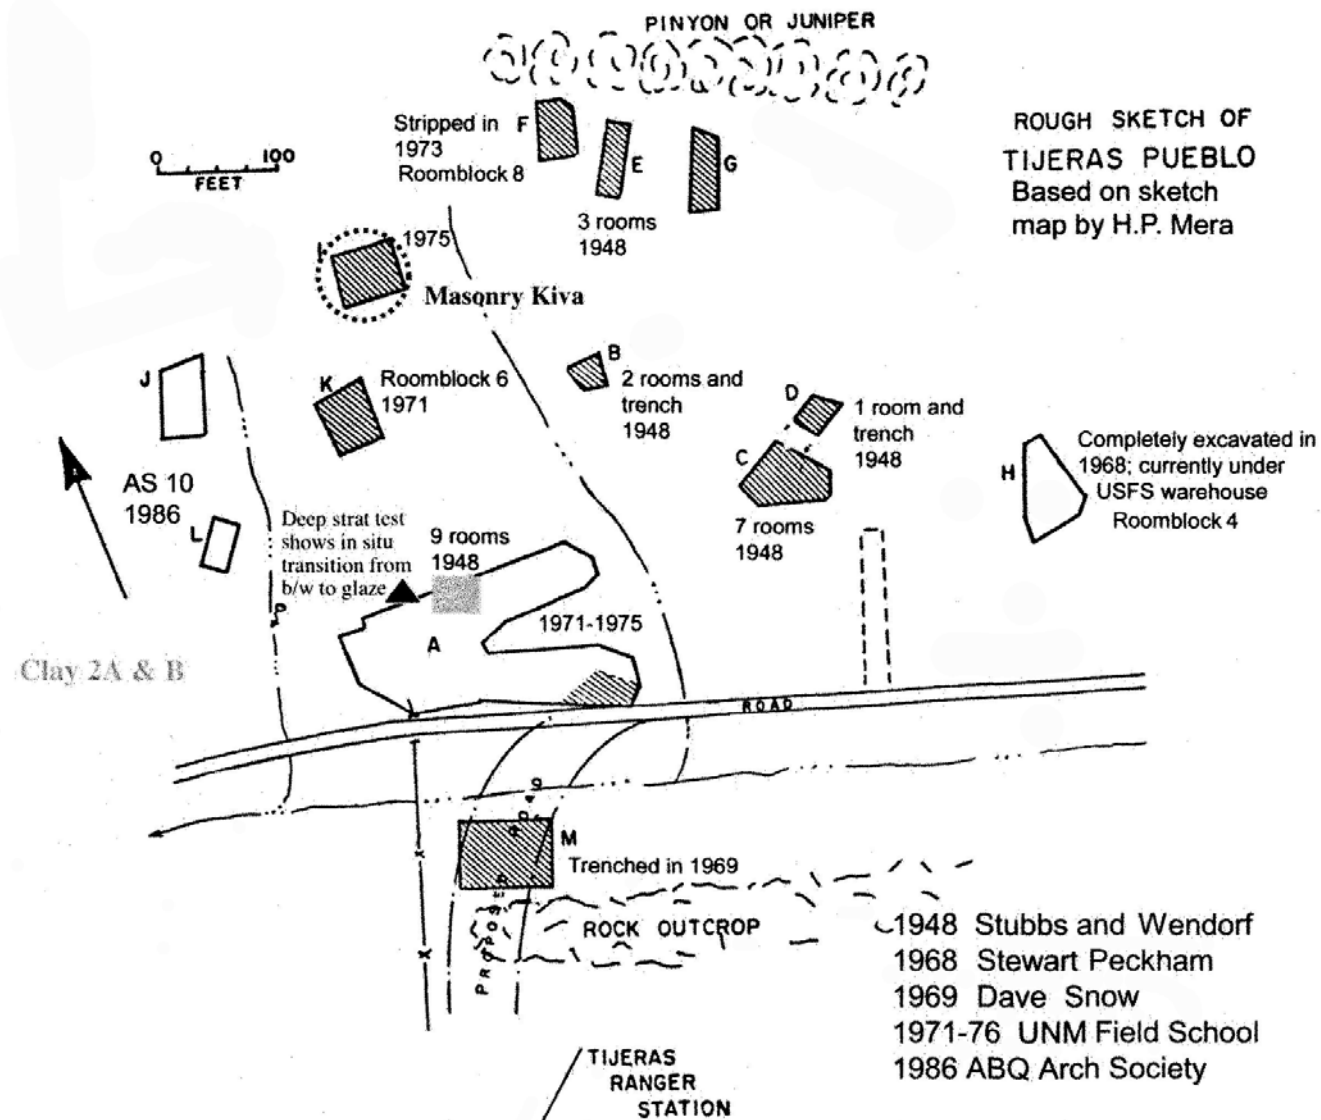 PINYON OR JUNIPER
ROUGH SKETCH OF
TIJERAS PUEBLO
Based on sketch
map by H.P. Mera
Stripped in
1973
Roomblock 8
F
E
G
0 100
FEET
3 rooms
1948
1975
Masonry Kiva
J
K
Roomblock 6
1971
B
2 rooms and
trench
1948
D
1 room and
trench
1948
C
7 rooms
1948
H
Completely excavated in
1968; currently under
USFS warehouse
Roomblock 4
AS 10
1986
L
Deep strat test
shows in situ
transition from
b/w to glaze
9 rooms
1948
A
1971-1975
Clay 2A & B
ROAD
M
Trenched in 1969
PROPOSED
ROCK OUTCROP
1948 Stubbs and Wendorf
1968 Stewart Peckham
1969 Dave Snow
1971-76 UNM Field School
1986 ABQ Arch Society
TIJERAS
RANGER
STATION